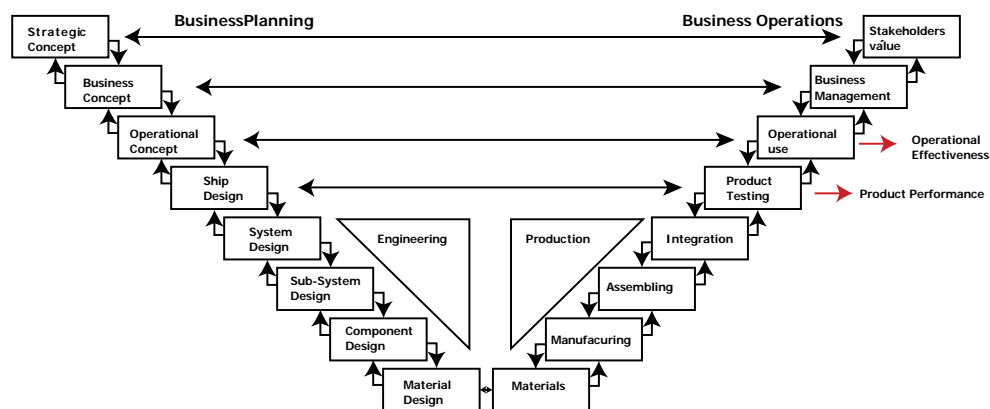 BusinessPlanning
Business Operations
Strategic
Concept
Stakeholders
value
Business
Concept
Business
Management
Operational
Concept
Operational
use
Operational
Effectiveness
Ship
Design
Product
Testing
Product Performance
System
Design
Engineering
Production
Integration
Sub-System
Design
Assembling
Component
Design
Manufacuring
Material
Design
Materials